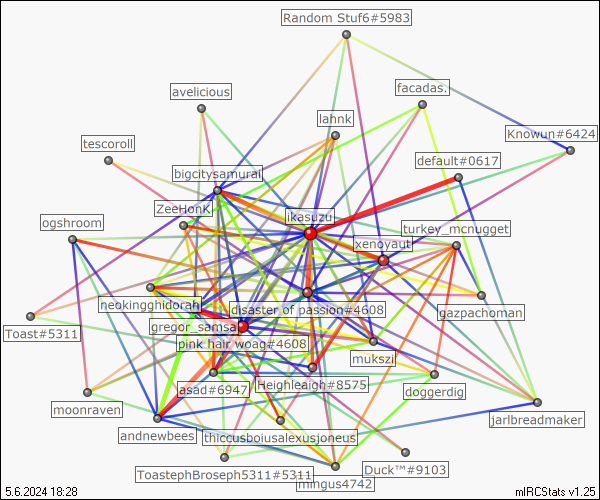 Random Stuf6#5983
avelicious
facadas.
lahnk
Knowun#6424
tescoroll
default#0617
bigcitysamurai
ZeeHonK
ikasuzu
ogshroom
turkey_mcnugget
xenoyaut
neokingghidorah
disaster of passion#4608
gazpachoman
gregor_samsa
Toast#5311
pink hair woag#4608
mukszi
asad#6947
Heighleagh#8575
doggerdig
moonraven
jarlbreadmaker
andnewbees
thiccusboiusalexusjoneus
ToastephBroseph5311#5311
Duck™#9103
mingus4742
5.6.2024 18:28
mIRCStats v1.25